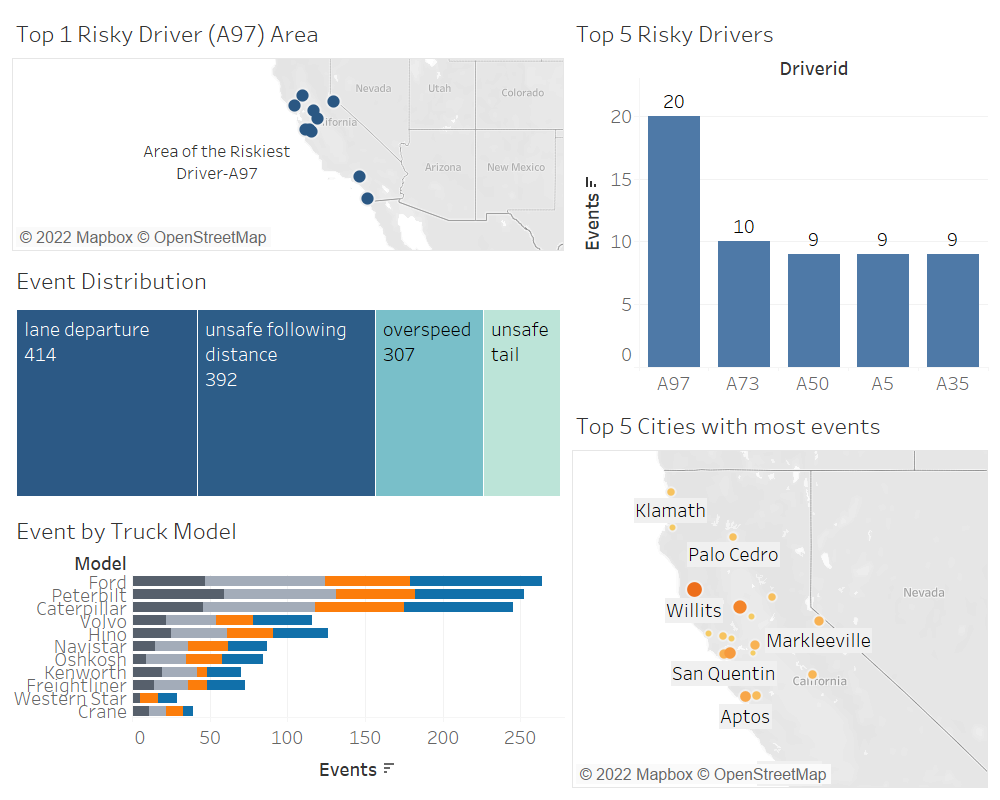 Top 1 Risky Driver (A97) Area
Nevada
Utah
Colorado
ifornia
Area of the Riskiest
Driver-A97
Arizona
New Mexico
© 2022 Mapbox © OpenStreetMap
Event Distribution
lane departure
414
unsafe following
distance
392
overspeed
307
unsafe
tail
Event by Truck Model
Model
Ford
Peterbilt
Caterpillar
Volvo
Hino
Navistar
Oshkosh
Kenworth
Freightliner
Western Star
Crane
0
50
100
150
200
250
Events
Top 5 Risky Drivers
Driverid
20
10
9
9
9
Events
20
15
10
5
0
A97
A73
A50
A5
A35
Top 5 Cities with most events
Klamath
Palo Cedro
Nevada
Willits
Markleeville
San Quentin
California
Aptos
© 2022 Mapbox © OpenStreetMap